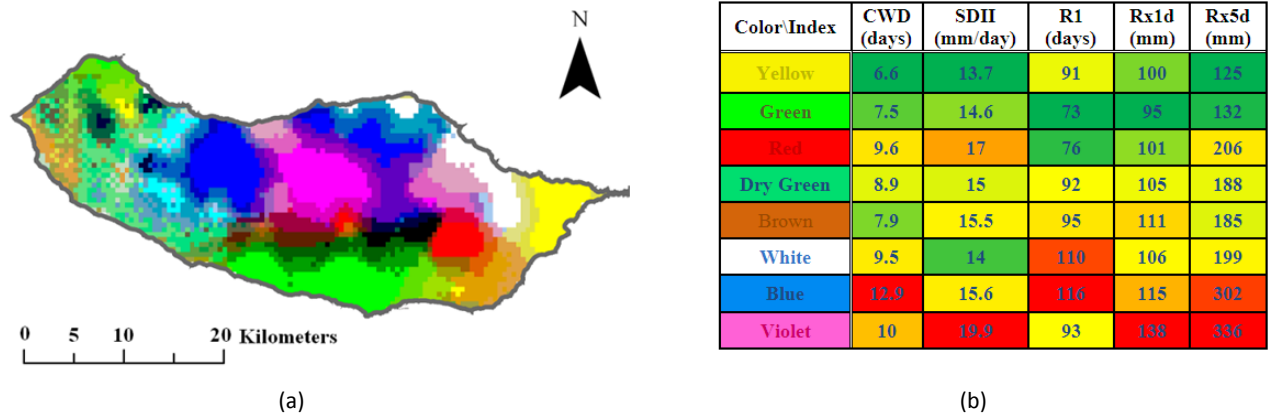 N
0 5 10 20 Kilometers
(a)
Color\Index CWD (days) SDII (mm/day) R1 (days) Rx1d (mm) Rx5d (mm)
Yellow 6.6 13.7 91 100 125
Green 7.5 14.6 73 95 132
Red 9.6 17 76 101 206
Dry Green 8.9 15 92 105 188
Brown 7.9 15.5 95 111 185
White 9.5 14 110 106 199
Blue 12.9 15.6 116 115 302
Violet 10 19.9 93 138 336
(b)